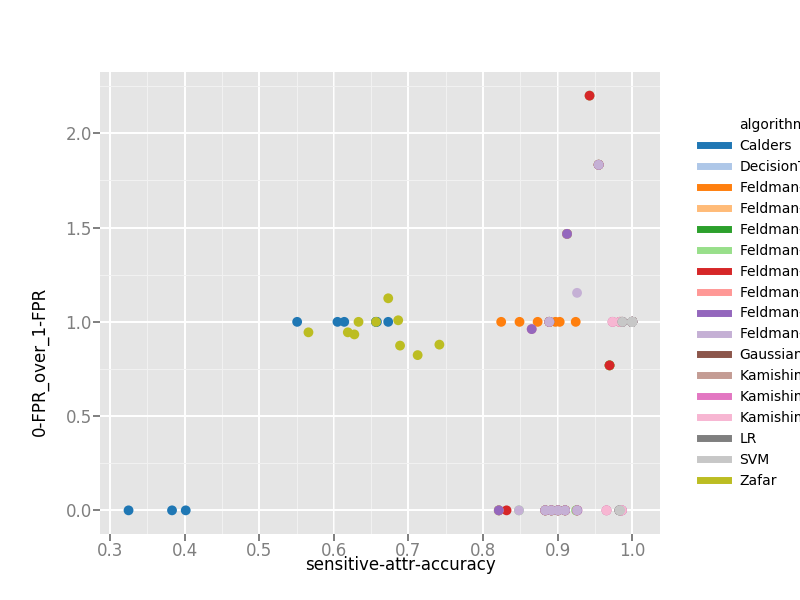 2.0
1.5
1.0
0.5
0.0
0-FPR_over_1-FPR
0.3 0.4 0.5 0.6 0.7 0.8 0.9 1.0
sensitive-attr-accuracy
algorithm
Calders
DecisionT
Feldman-
Feldman-
Feldman-
Feldman-
Feldman-
Feldman-
Feldman-
Feldman-
Gaussian
Kamishin
Kamishin
Kamishin
LR
SVM
Zafar